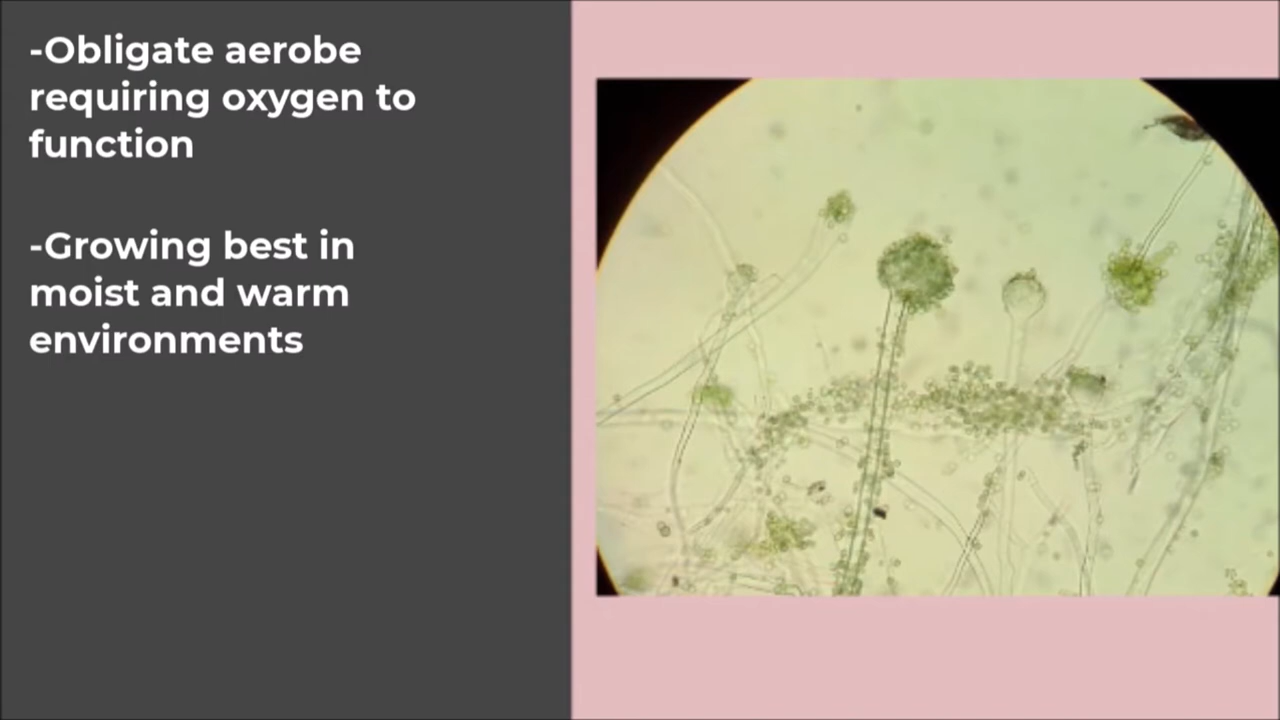 -Obligate aerobe
requiring oxygen to
function
-Growing best in
moist and warm
environments